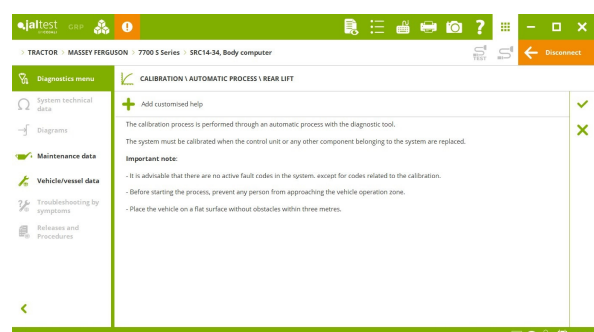 jaltest GRP
TRACTOR > MASSEY FERGUSON > 7700 S Series > SRC14-34, Body computer
TEST
Disconnect
Diagnostics menu
CALIBRATION \ AUTOMATIC PROCESS \ REAR LIFT
System technical data
Diagrams
Maintenance data
Vehicle/vessel data
Troubleshooting by symptoms
Releases and Procedures
Add customised help
The calibration process is performed through an automatic process with the diagnostic tool.
The system must be calibrated when the control unit or any other component belonging to the system are replaced.
Important note:
- It is advisable that there are no active fault codes in the system, except for codes related to the calibration.
- Before starting the process, prevent any person from approaching the vehicle operation zone.
- Place the vehicle on a flat surface without obstacles within three metres.